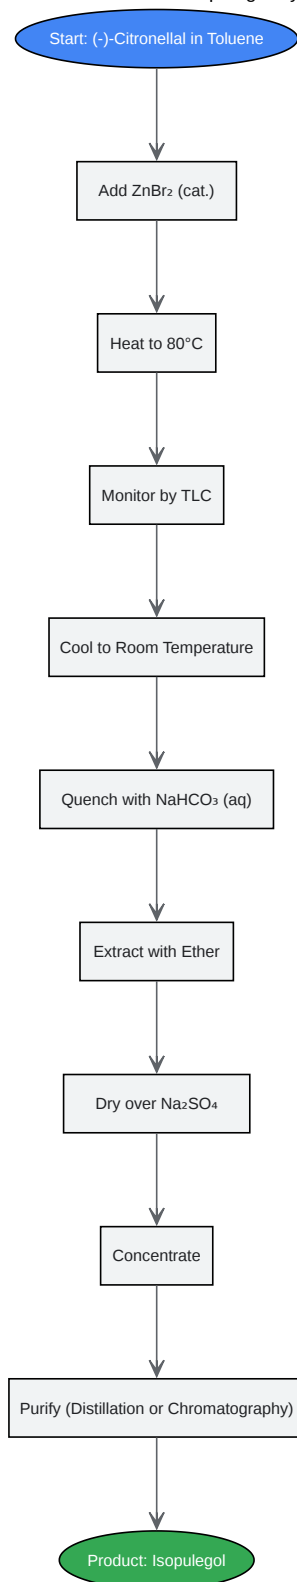 Start: (-)-Citronellal in Toluene
Add ZnBr₂ (cat.)
Heat to 80°C
Monitor by TLC
Cool to Room Temperature
Quench with NaHCO₃ (aq)
Extract with Ether
Dry over Na₂SO₄
Concentrate
Purify (Distillation or Chromatography)
Product: Isopulegol